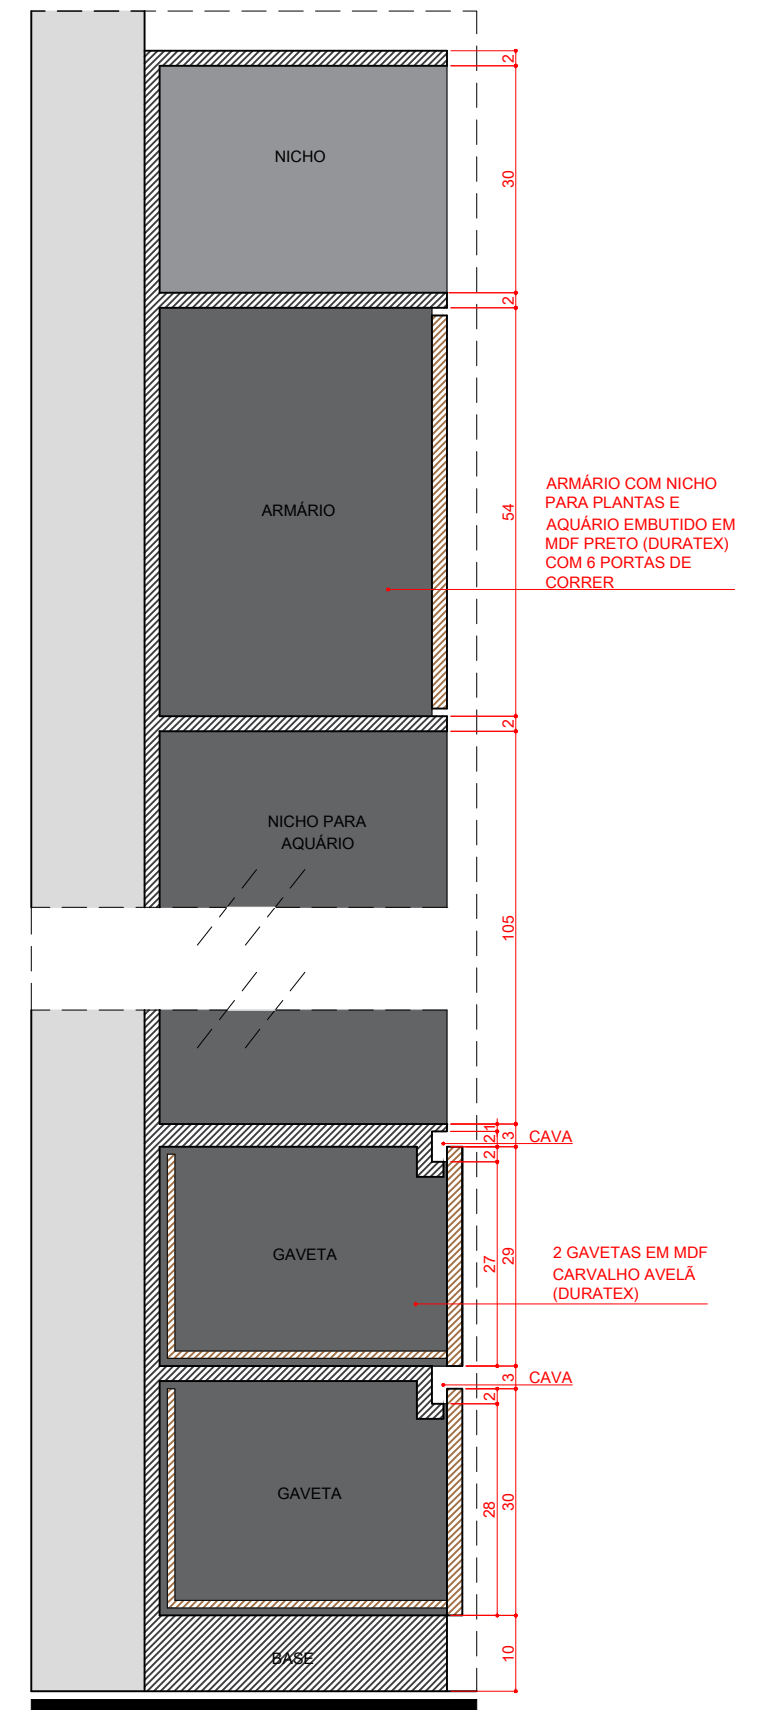 2
NICHO
30
2
ARMÁRIO COM NICHO
PARA PLANTAS E
AQUÁRIO EMBUTIDO EM
MDF PRETO (DURATEX)
COM 6 PORTAS DE
CORRER
ARMÁRIO
54
2
NICHO PARA
AQUÁRIO
105
1
2
3
CAVA
2
GAVETA
27
29
2 GAVETAS EM MDF
CARVALHO AVELÃ
(DURATEX)
3
CAVA
2
GAVETA
28
30
BASE
10